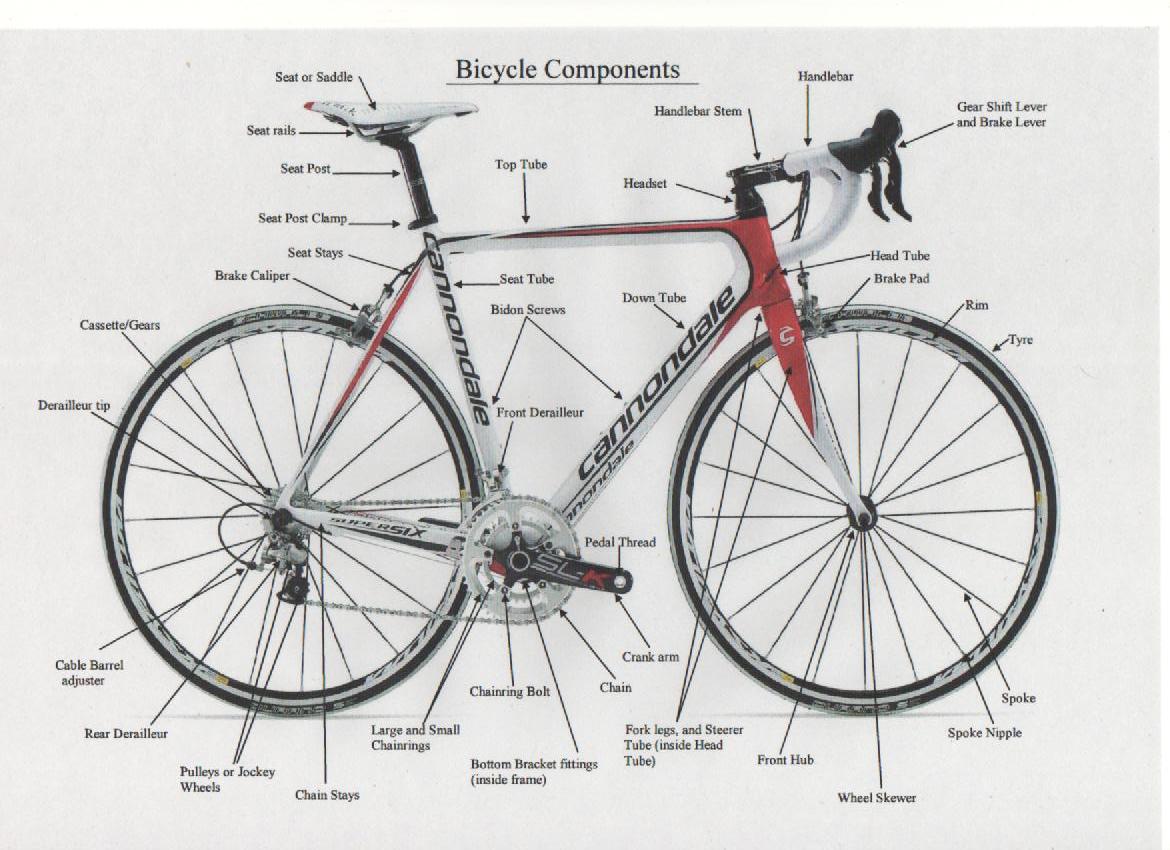 Bicycle Components
Seat or Saddle
Handlebar
Handlebar Stem
Gear Shift Lever
and Brake Lever
Seat rails
Seat Post
Top Tube
Headset
Seat Post Clamp
Seat Stays
Head Tube
Brake Caliper
Seat Tube
Brake Pad
Down Tube
Bidon Screws
Rim
Cassette/Gears
Tyre
Derailleur tip
Front Derailleur
cannondale
cannondale
cannondale
SUPERSIX
Pedal Thread
SL-K
Cable Barrel
adjuster
Crank arm
Chain
Chainring Bolt
Spoke
Rear Derailleur
Large and Small
Chainrings
Fork legs, and Steerer
Tube (inside Head
Tube)
Spoke Nipple
Front Hub
Pulleys or Jockey
Wheels
Bottom Bracket fittings
(inside frame)
Chain Stays
Wheel Skewer